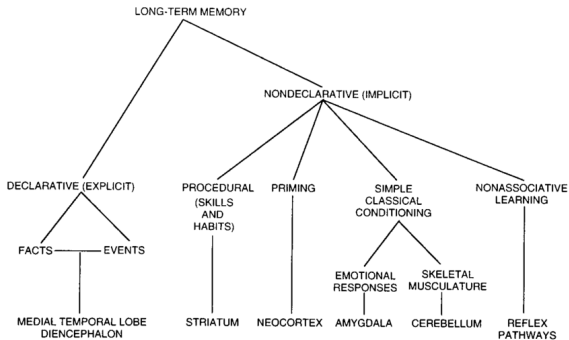 LONG-TERM MEMORY
NONDECLARATIVE (IMPLICIT)
DECLARATIVE (EXPLICIT)
PROCEDURAL
(SKILLS
AND
HABITS)
PRIMING
SIMPLE
CLASSICAL
CONDITIONING
NONASSOCIATIVE
LEARNING
FACTS
EVENTS
EMOTIONAL
RESPONSES
SKELETAL
MUSCULATURE
MEDIAL TEMPORAL LOBE
DIENCEPHALON
STRIATUM
NEOCORTEX
AMYGDALA
CEREBELLUM
REFLEX
PATHWAYS